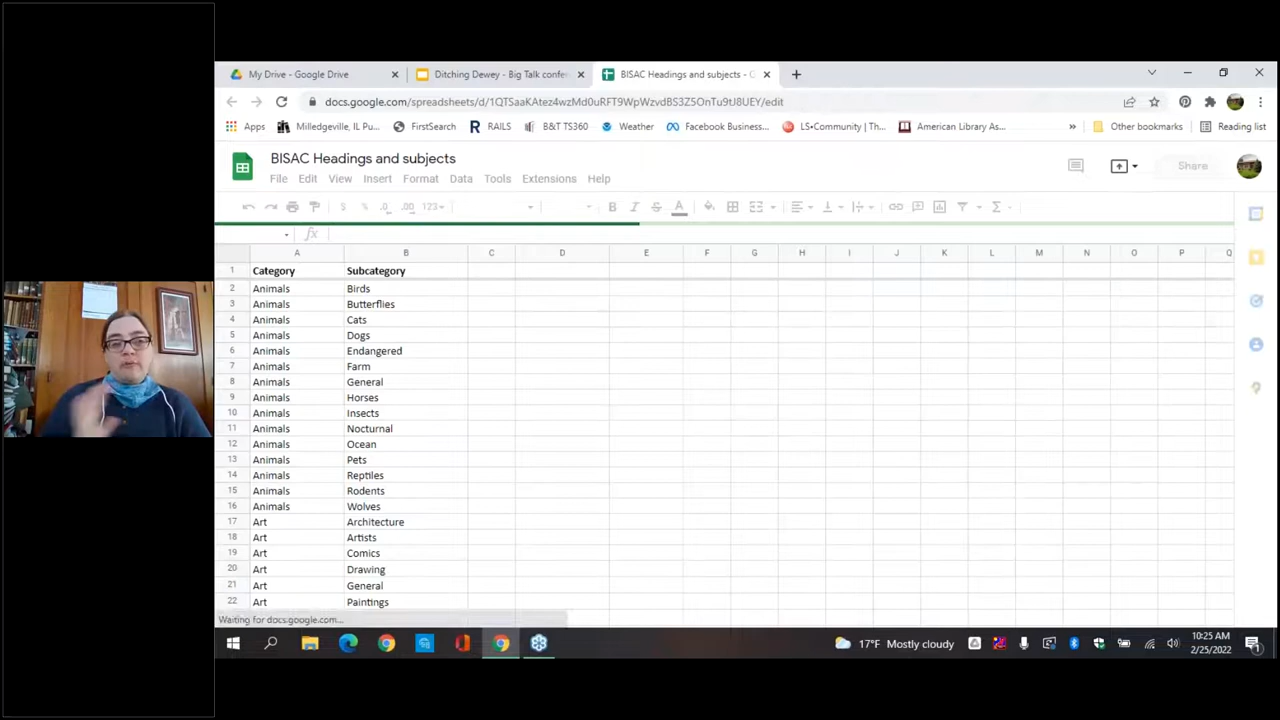 My Drive - Google Drive
Ditching Dewey - Big Talk confe
BISAC Headings and subjects - G
docs.google.com/spreadsheets/d/1QTSaaKAtez4wzMd0uRFT9WpWzvdBS3Z5OnTu9tJ8UEY/edit
Apps Milledgeville, IL Pu... FirstSearch RAILS B&T TS360 Weather Facebook Business... LS•Community | Th... American Library As... » Other bookmarks Reading list
BISAC Headings and subjects
Share
File Edit View Insert Format Data Tools Extensions Help
$ % .0 .00 123 B I S A
fx
A B C D E F G H I J K L M N O P Q
1 Category Subcategory
2 Animals Birds
3 Animals Butterflies
4 Animals Cats
5 Animals Dogs
6 Animals Endangered
7 Animals Farm
8 Animals General
9 Animals Horses
10 Animals Insects
11 Animals Nocturnal
12 Animals Ocean
13 Animals Pets
14 Animals Reptiles
15 Animals Rodents
16 Animals Wolves
17 Art Architecture
18 Art Artists
19 Art Comics
20 Art Drawing
21 Art General
22 Art Paintings
Waiting for docs.google.com...
17°F Mostly cloudy
10:25 AM
2/25/2022